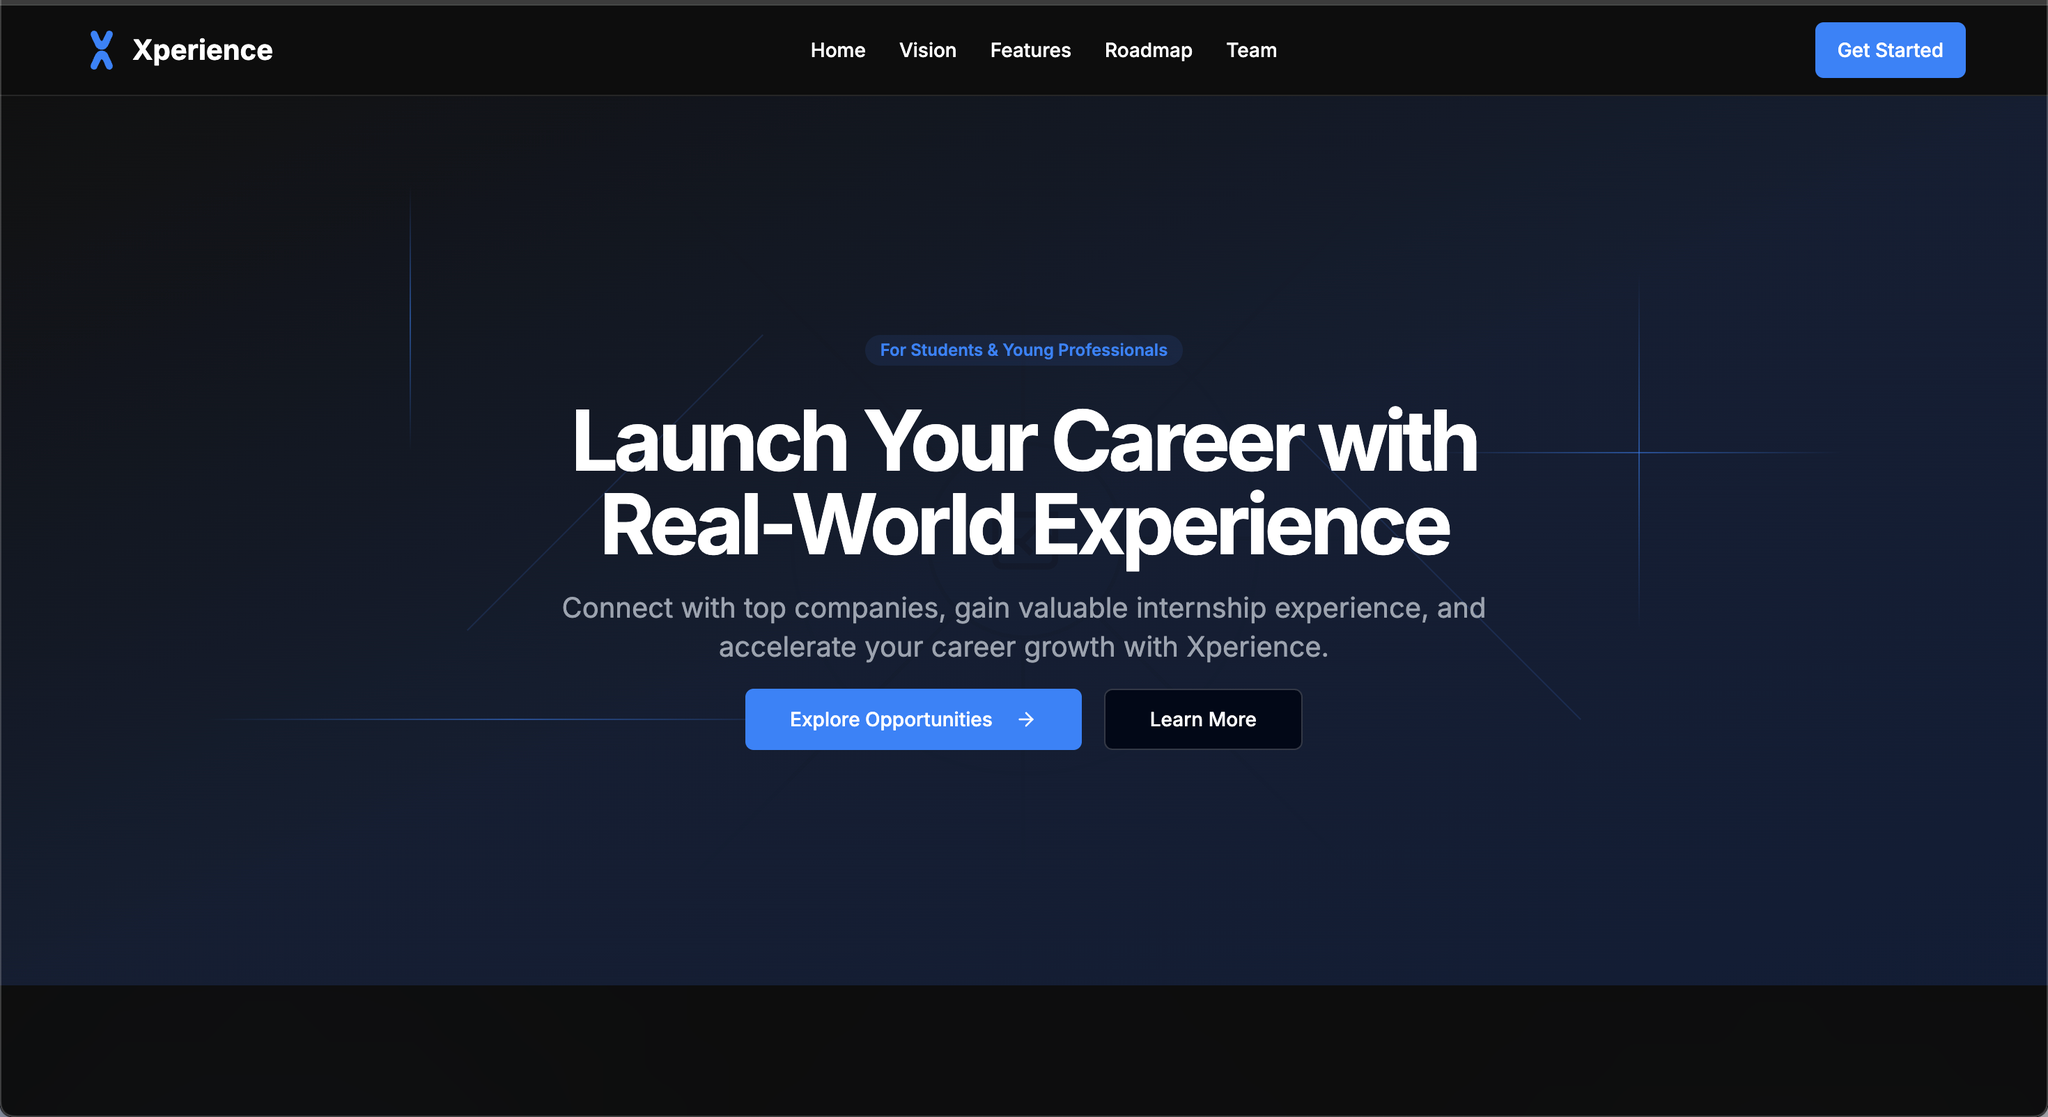 Xperience
Home
Vision
Features
Roadmap
Team
Get Started
For Students & Young Professionals
Launch Your Career with
Real-World Experience
Connect with top companies, gain valuable internship experience, and
accelerate your career growth with Xperience.
Explore Opportunities
Learn More